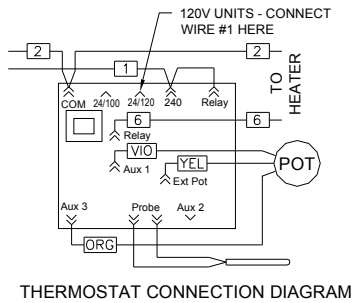 120V UNITS - CONNECT
WIRE #1 HERE
2
2
1
TO
HEATER
COM
24/100
24/120
240
Relay
6
6
Relay
VIO
Aux 1
YEL
POT
Ext Pot
Aux 3
Probe
Aux 2
ORG
THERMOSTAT CONNECTION DIAGRAM